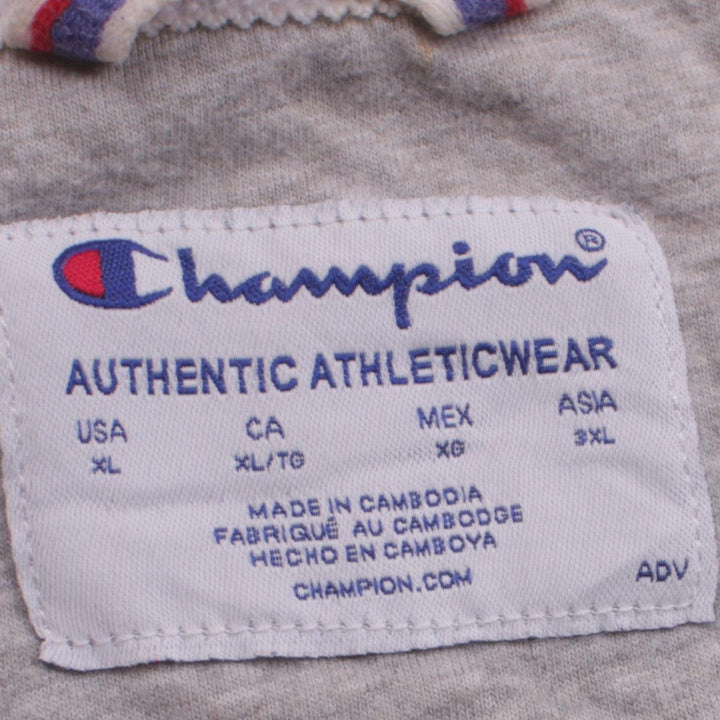 Champion®
AUTHENTIC ATHLETICWEAR
USA CA MEX ASIA
XL XL/TG XG 3XL
MADE IN CAMBODIA
FABRIQUÉ AU CAMBODGE
HECHO EN CAMBOYA
CHAMPION.COM
ADV